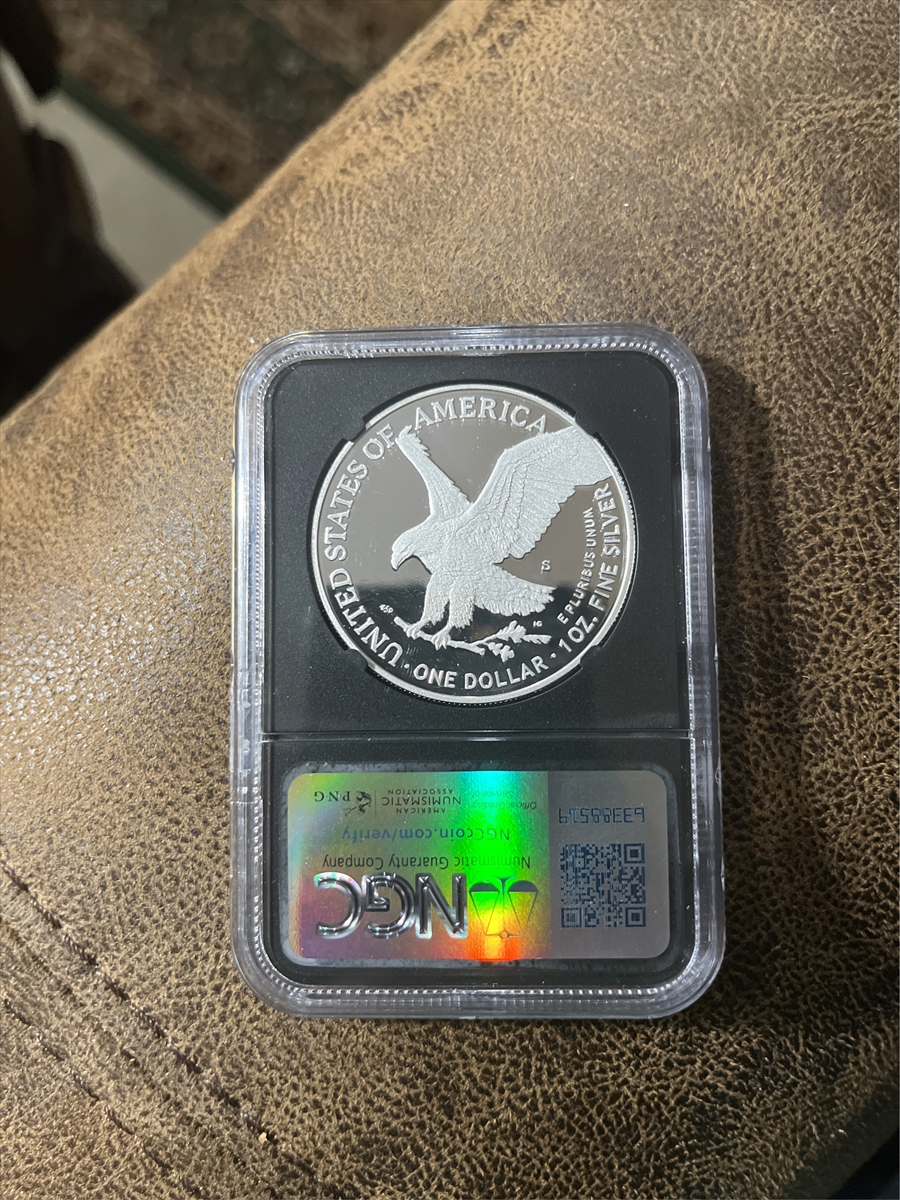 UNITED STATES OF AMERICA
S
E PLURIBUS UNUM
1 OZ. FINE SILVER
· ONE DOLLAR ·
NGC
Numismatic Guaranty Company
NGCcoin.com/verify
AMERICAN
NUMISMATIC
ASSOCIATION
PNG